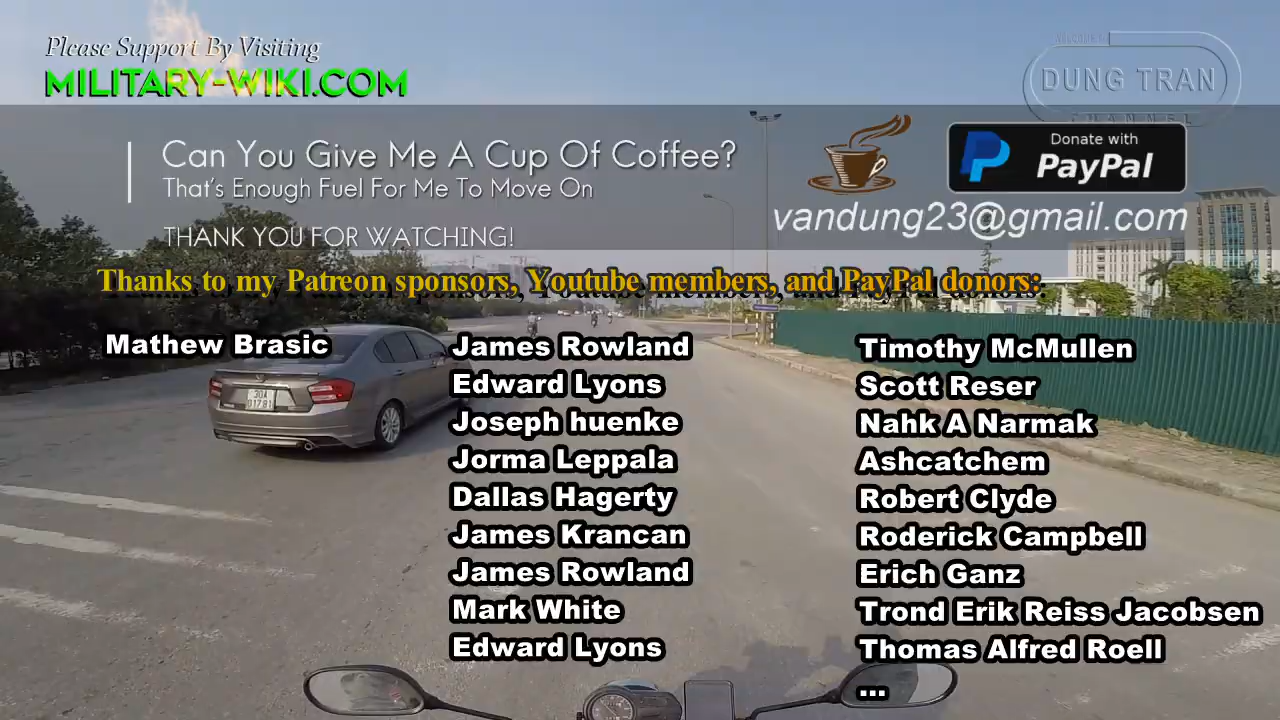 Please Support By Visiting
MILITARY-WIKI.COM
DUNG TRAN
CHANNEL
Can You Give Me A Cup Of Coffee?
That's Enough Fuel For Me To Move On
THANK YOU FOR WATCHING!
Donate with
PayPal
vandung23@gmail.com
Thanks to my Patreon sponsors, Youtube members, and PayPal donors:
Mathew Brasic
James Rowland
Edward Lyons
Joseph huenke
Jorma Leppala
Dallas Hagerty
James Krancan
James Rowland
Mark White
Edward Lyons
Timothy McMullen
Scott Reser
Nahk A Narmak
Ashcatchem
Robert Clyde
Roderick Campbell
Erich Ganz
Trond Erik Reiss Jacobsen
Thomas Alfred Roell
...
30A
01781